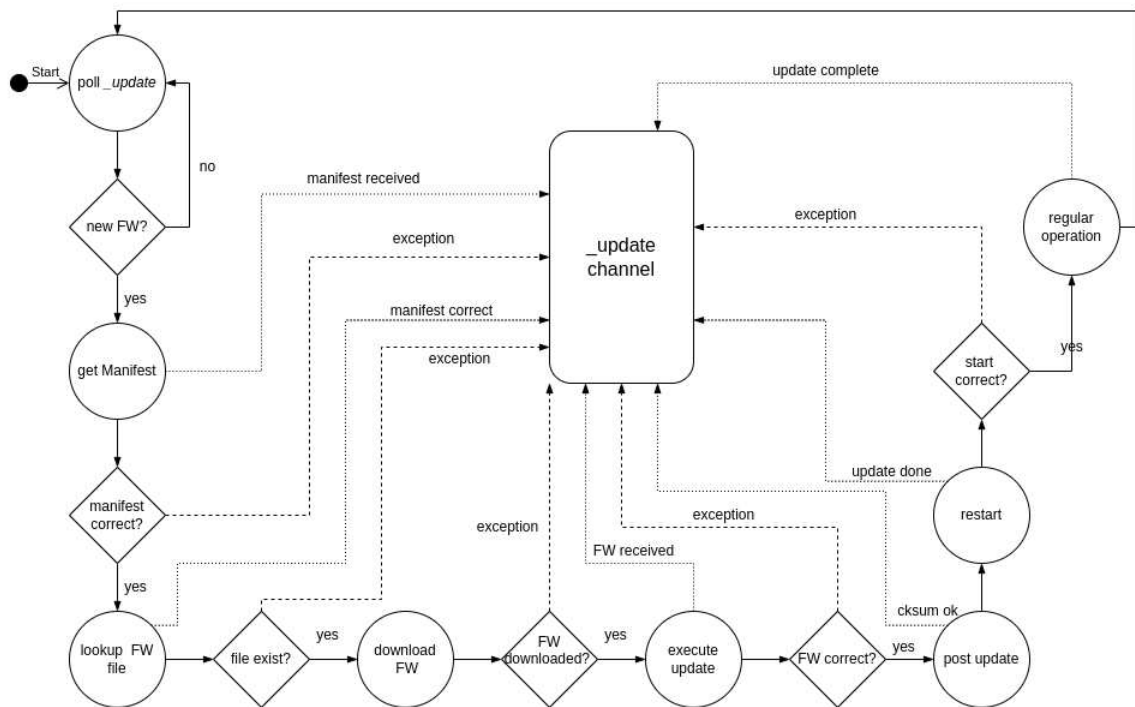 Start
poll _update
update complete
no
manifest received
new FW?
exception
regular
operation
exception
_update
channel
yes
manifest correct
exception
get Manifest
start
correct?
yes
update done
manifest
correct?
exception
exception
restart
FW received
yes
cksum ok
lookup FW
file
file exist?
yes
download
FW
FW
downloaded?
yes
execute
update
FW correct?
yes
post update